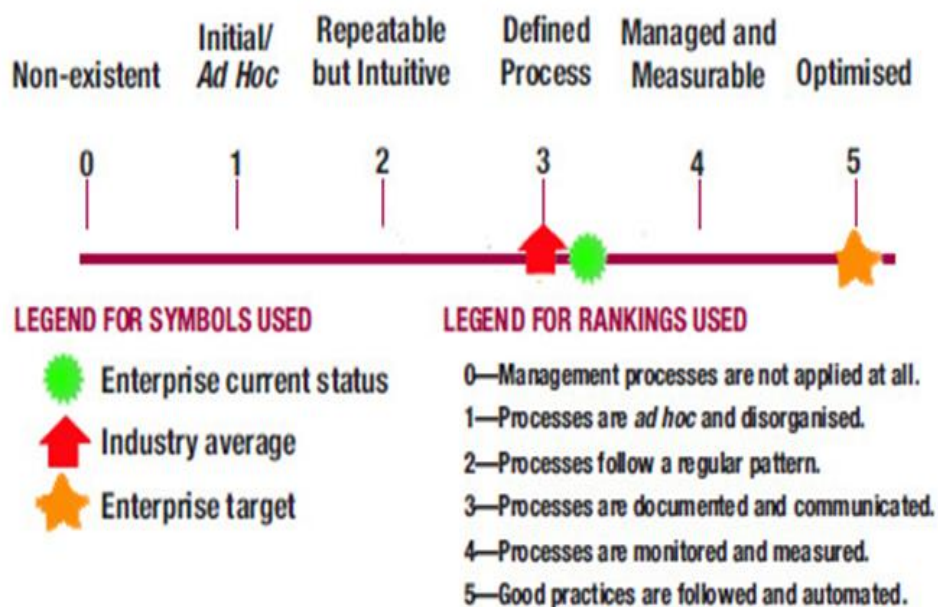 Non-existent
Initial/
Ad Hoc
Repeatable
but Intuitive
Defined
Process
Managed and
Measurable
Optimised
0 1 2 3 4 5
LEGEND FOR SYMBOLS USED
Enterprise current status
Industry average
Enterprise target
LEGEND FOR RANKINGS USED
0—Management processes are not applied at all.
1—Processes are ad hoc and disorganised.
2—Processes follow a regular pattern.
3—Processes are documented and communicated.
4—Processes are monitored and measured.
5—Good practices are followed and automated.